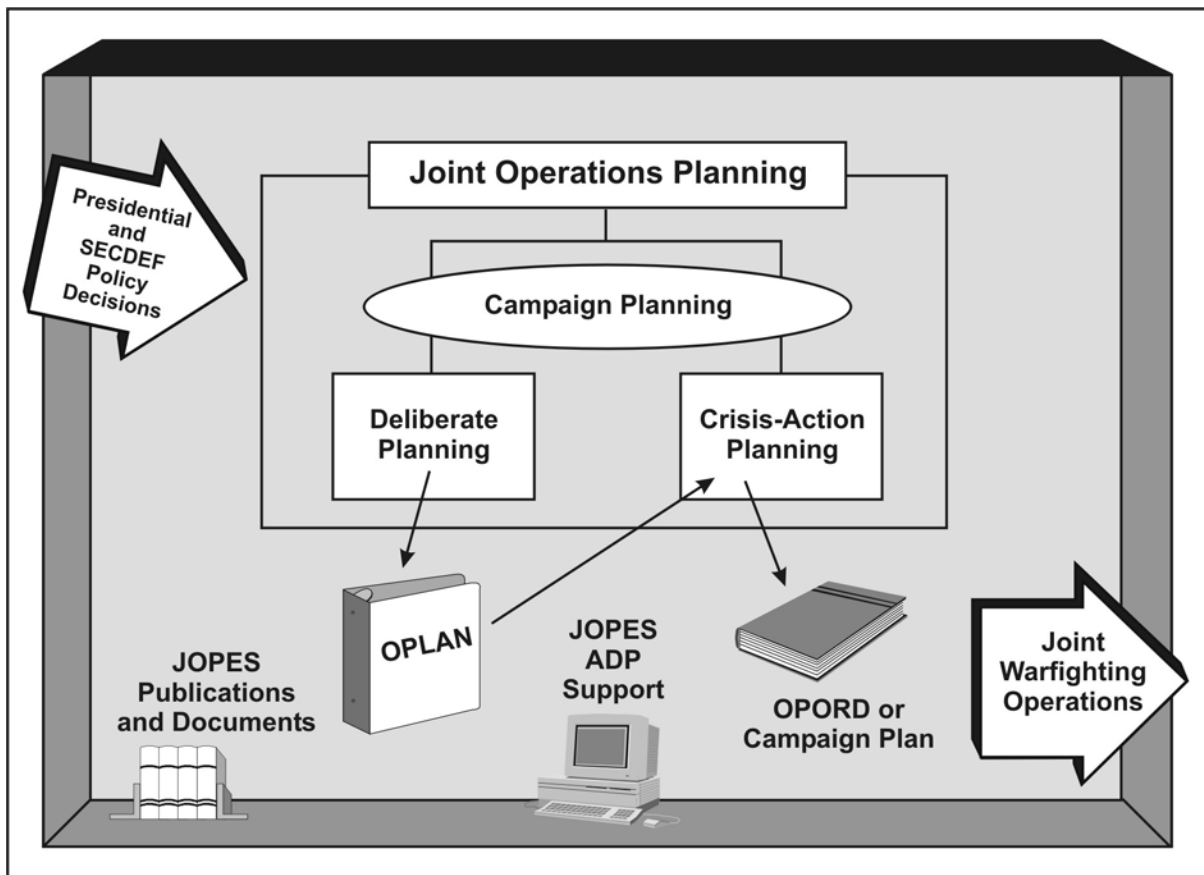 Joint Operations Planning
Presidential
and
SECDEF
Policy
Decisions
Campaign Planning
Deliberate
Planning
Crisis-Action
Planning
OPLAN
JOPES
Publications
and Documents
JOPES
ADP
Support
OPORD or
Campaign Plan
Joint
Warfighting
Operations